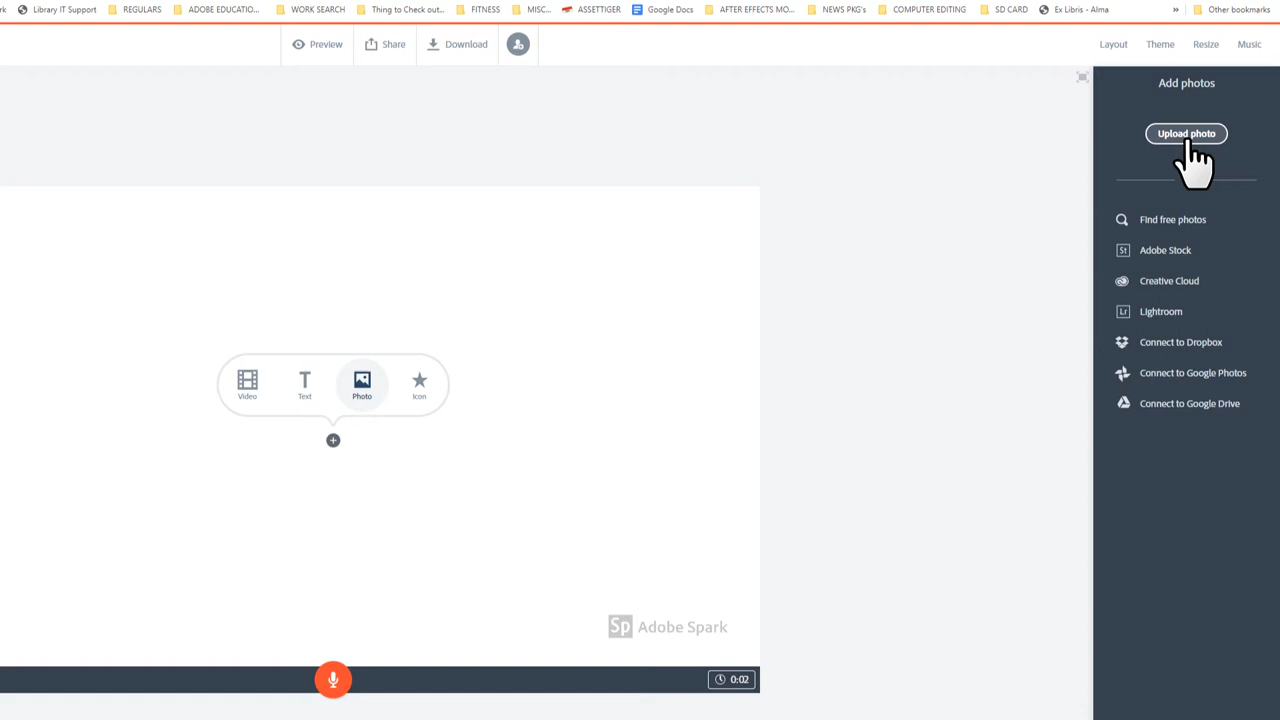 rk Library IT Support REGULARS ADOBE EDUCATIO... WORK SEARCH Thing to Check out... FITNESS MISC... ASSETTIGER Google Docs AFTER EFFECTS MO... NEWS PKG's COMPUTER EDITING SD CARD Ex Libris - Alma » Other bookmarks
Preview Share Download Layout Theme Resize Music
Add photos
Upload photo
Find free photos
St Adobe Stock
Creative Cloud
Lr Lightroom
Connect to Dropbox
Connect to Google Photos
Connect to Google Drive
Video Text Photo Icon
Sp Adobe Spark
0:02